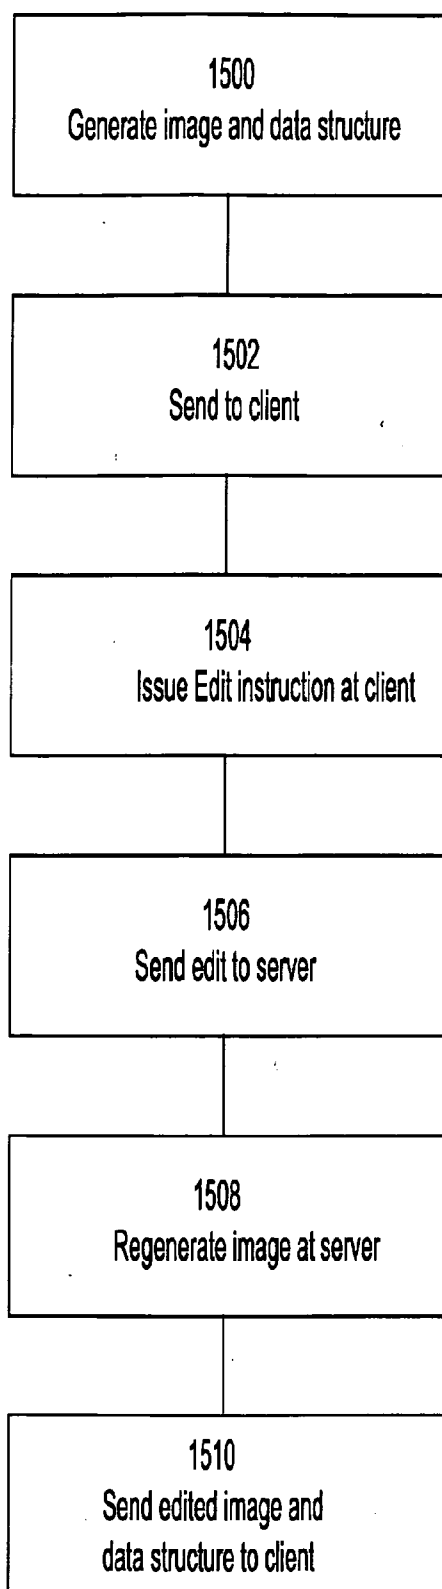 1500
Generate image and data structure
1502
Send to client
1504
Issue Edit instruction at client
1506
Send edit to server
1508
Regenerate image at server
1510
Send edited image and
data structure to client